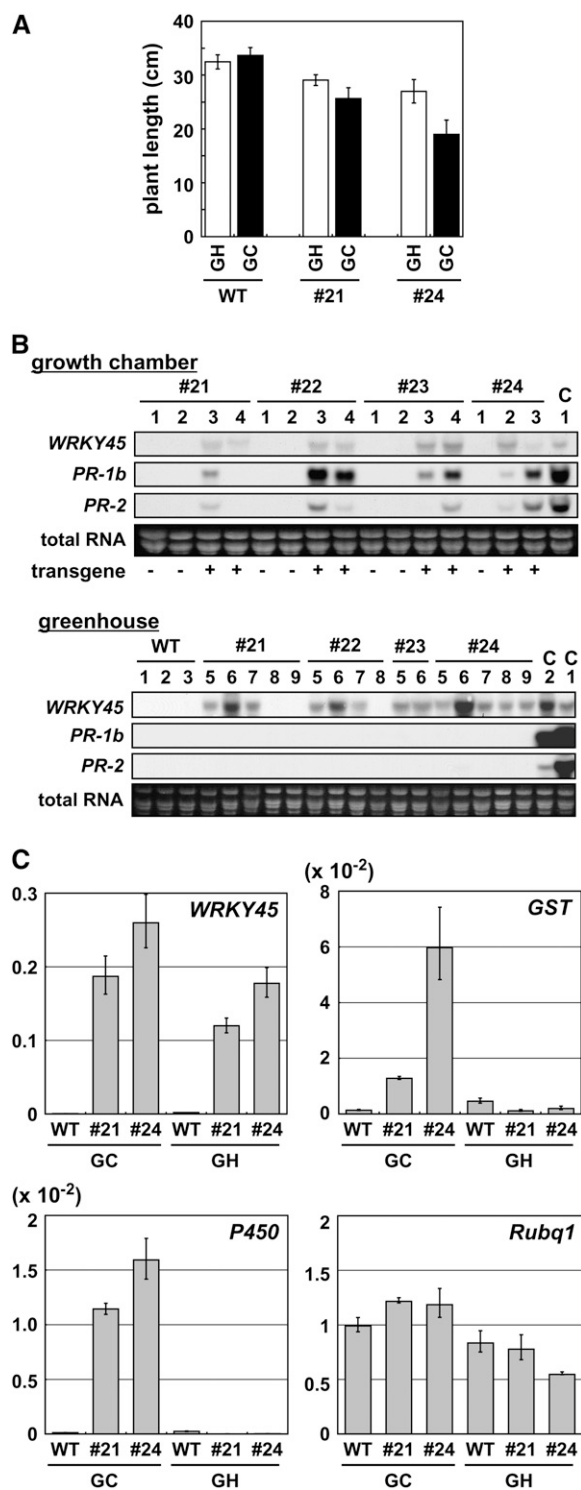 A
plant length (cm)
40
30
20
10
0
GH GC GH GC GH GC
WT #21 #24
B
growth chamber
#21 #22 #23 #24 C
1 2 3 4 1 2 3 4 1 2 3 4 1 2 3 1
WRKY45
PR-1b
PR-2
total RNA
transgene - - + + - - + + - - + + - + +
greenhouse
WT #21 #22 #23 #24 C C
1 2 3 5 6 7 8 9 5 6 7 8 5 6 5 6 7 8 9 2 1
WRKY45
PR-1b
PR-2
total RNA
C
WRKY45
0.3
0.2
0.1
0
WT #21 #24 WT #21 #24
GC GH
(x 10-2)
GST
8
6
4
2
0
WT #21 #24 WT #21 #24
GC GH
(x 10-2)
P450
2
1.5
1
0.5
0
WT #21 #24 WT #21 #24
GC GH
Rubq1
2
1.5
1
0.5
0
WT #21 #24 WT #21 #24
GC GH